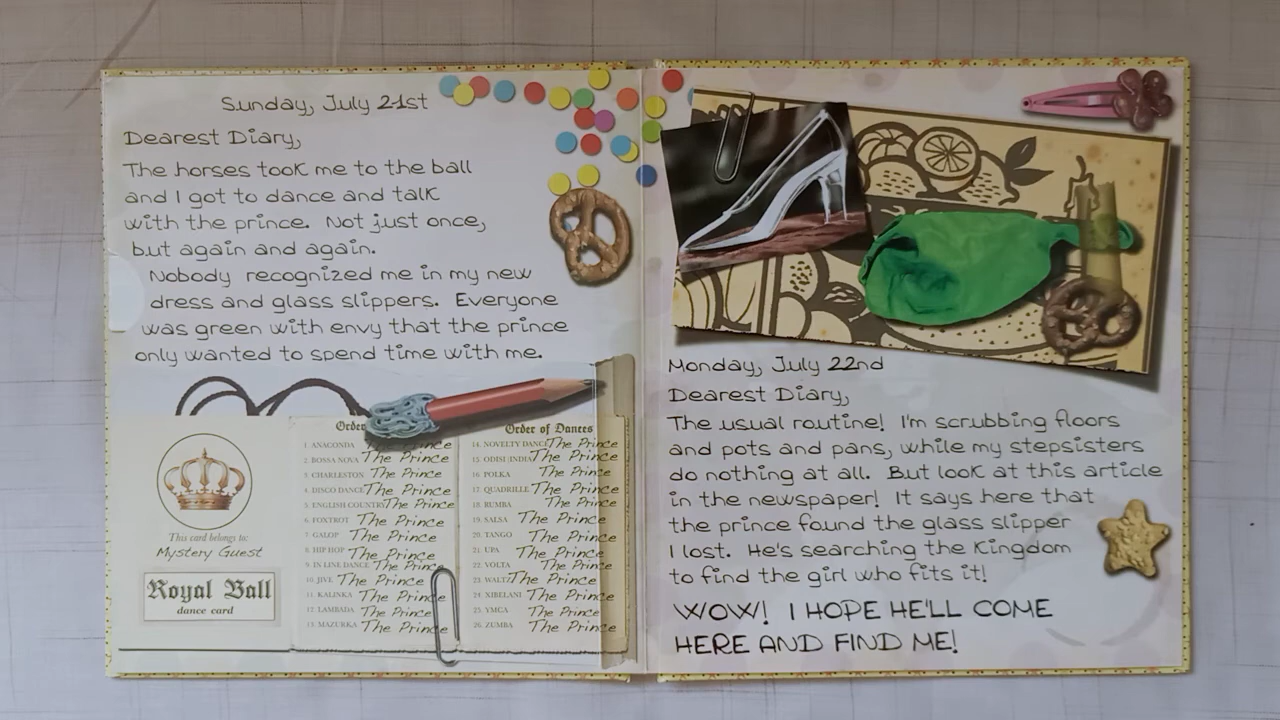 Sunday, July 21st
Dearest Diary,
The horses took me to the ball
and I got to dance and talk
with the prince. Not just once,
but again and again.
Nobody recognized me in my new
dress and glass slippers. Everyone
was green with envy that the prince
only wanted to spend time with me.
This card belongs to:
Mystery Guest
Royal Ball
dance card
Order
1. ANACONDA The Prince
2. BOSSA NOVA The Prince
3. CHARLESTON The Prince
4. DISCO DANCE The Prince
5. ENGLISH COUNTRY The Prince
6. FOXTROT The Prince
7. GALOP The Prince
8. HIP HOP The Prince
9. IN LINE DANCE The Prince
10. JIVE The Prince
11. KALINKA The Prince
12. LAMBADA The Prince
13. MAZURKA The Prince
Order of Dances
14. NOVELTY DANCE The Prince
15. ODISI (INDIA) The Prince
16. POLKA The Prince
17. QUADRILLE The Prince
18. RUMBA The Prince
19. SALSA The Prince
20. TANGO The Prince
21. UPA The Prince
22. VOLTA The Prince
23. WALTZ The Prince
24. XIBELANI The Prince
25. YMCA The Prince
26. ZUMBA The Prince
Monday, July 22nd
Dearest Diary,
The usual routine! I'm scrubbing floors
and pots and pans, while my stepsisters
do nothing at all. But look at this article
in the newspaper! It says here that
the prince found the glass slipper
I lost. He's searching the kingdom
to find the girl who fits it!
WOW! I HOPE HE'LL COME
HERE AND FIND ME!